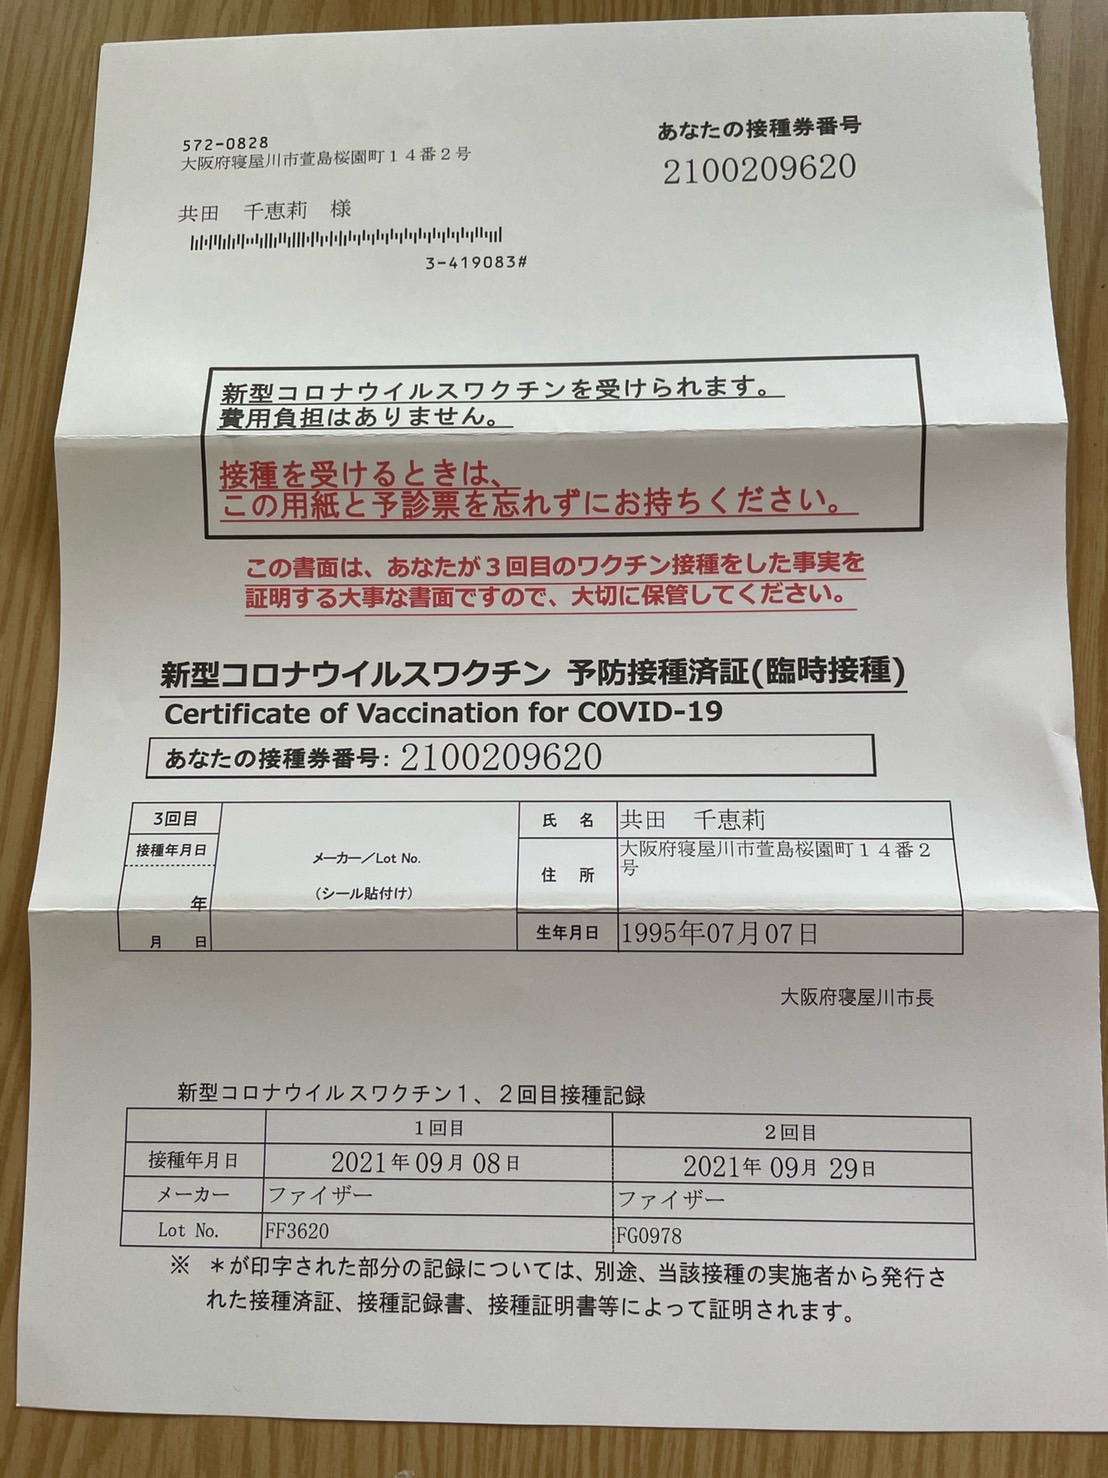 572-0828
大阪府寝屋川市萱島桜園町１４番２号
共田　千恵莉　様
3-419083#
あなたの接種券番号
2100209620
新型コロナウイルスワクチンを受けられます。
費用負担はありません。
接種を受けるときは、
この用紙と予診票を忘れずにお持ちください。
この書面は、あなたが３回目のワクチン接種をした事実を
証明する大事な書面ですので、大切に保管してください。
新型コロナウイルスワクチン 予防接種済証(臨時接種)
Certificate of Vaccination for COVID-19
あなたの接種券番号: 2100209620
3回目
接種年月日
年
月　日
メーカー／Lot No.
（シール貼付け）
氏　名　共田　千恵莉
住　所　大阪府寝屋川市萱島桜園町１４番２
号
生年月日　1995年07月07日
大阪府寝屋川市長
新型コロナウイルスワクチン１、２回目接種記録
１回目　２回目
接種年月日　2021年 09月 08日　2021年 09月 29日
メーカー　ファイザー　ファイザー
Lot No.　FF3620　FG0978
※　＊が印字された部分の記録については、別途、当該接種の実施者から発行さ
れた接種済証、接種記録書、接種証明書等によって証明されます。